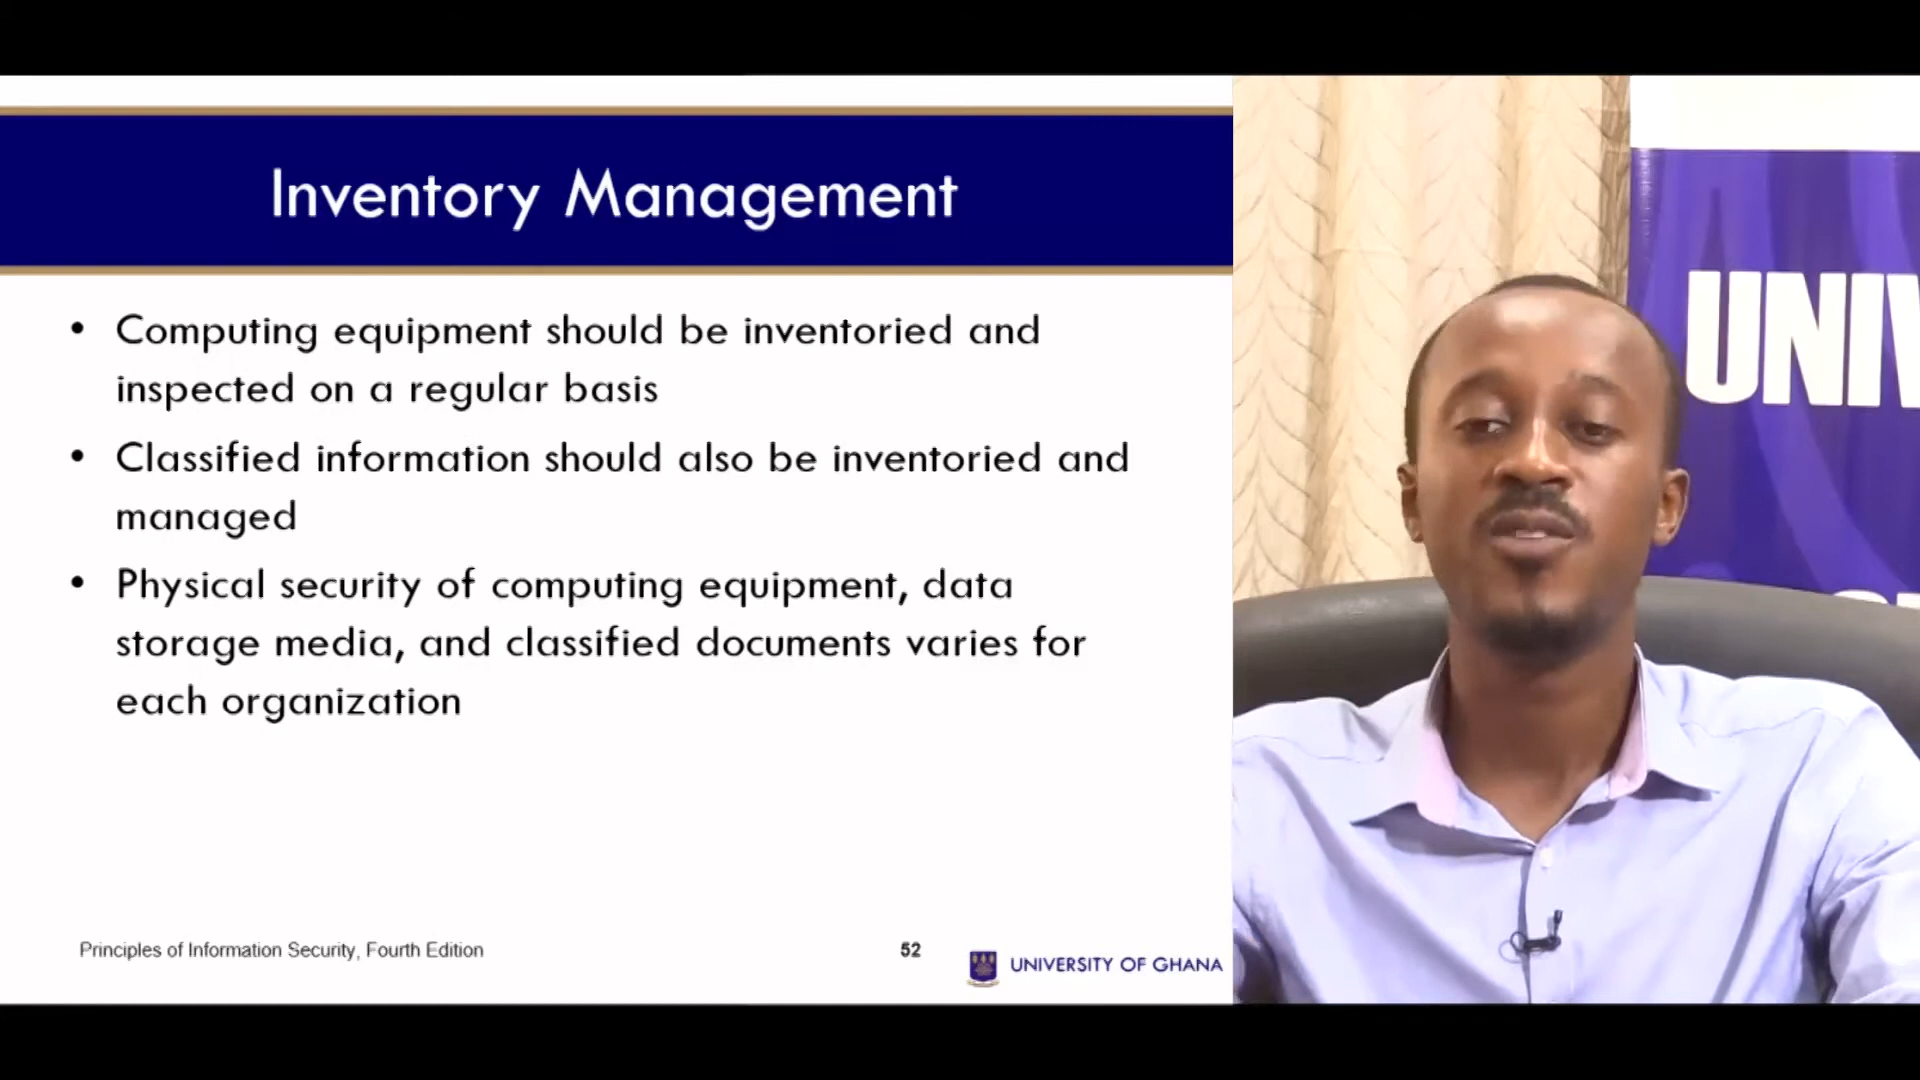 Inventory Management
• Computing equipment should be inventoried and
inspected on a regular basis
• Classified information should also be inventoried and
managed
• Physical security of computing equipment, data
storage media, and classified documents varies for
each organization
Principles of Information Security, Fourth Edition
52
UNIVERSITY OF GHANA
UNIV